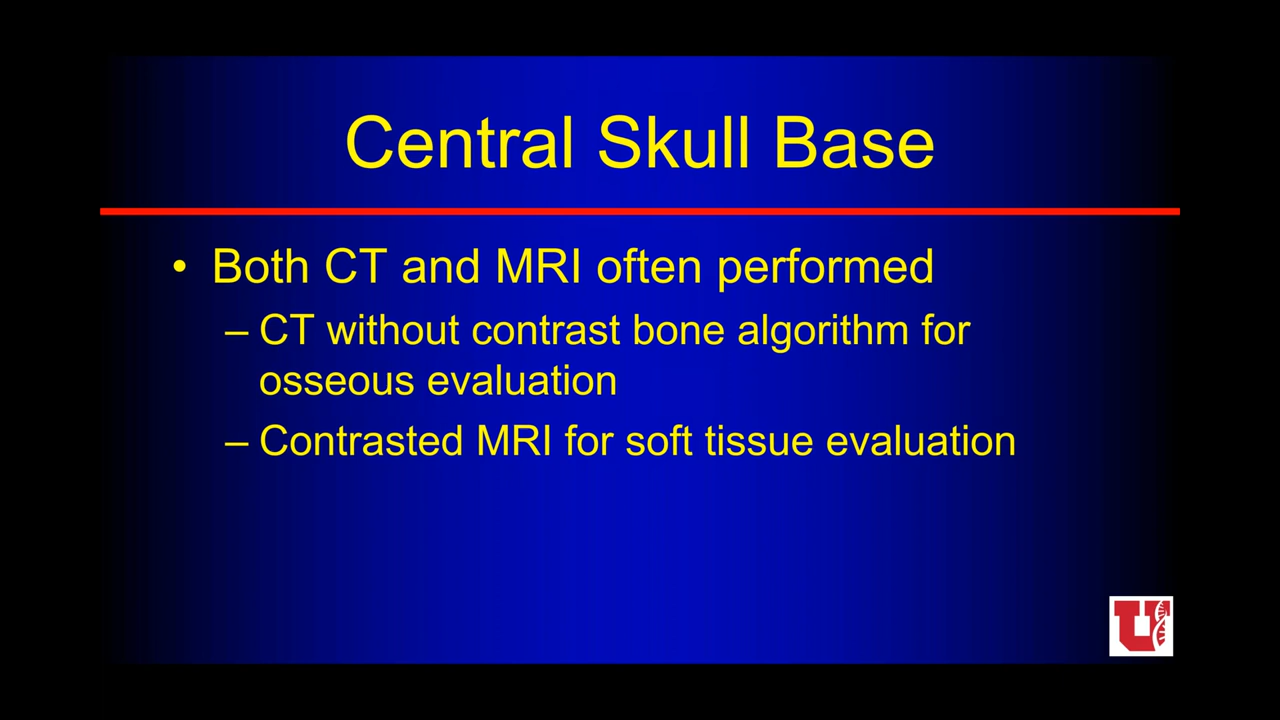 Central Skull Base
• Both CT and MRI often performed
– CT without contrast bone algorithm for
osseous evaluation
– Contrasted MRI for soft tissue evaluation
U